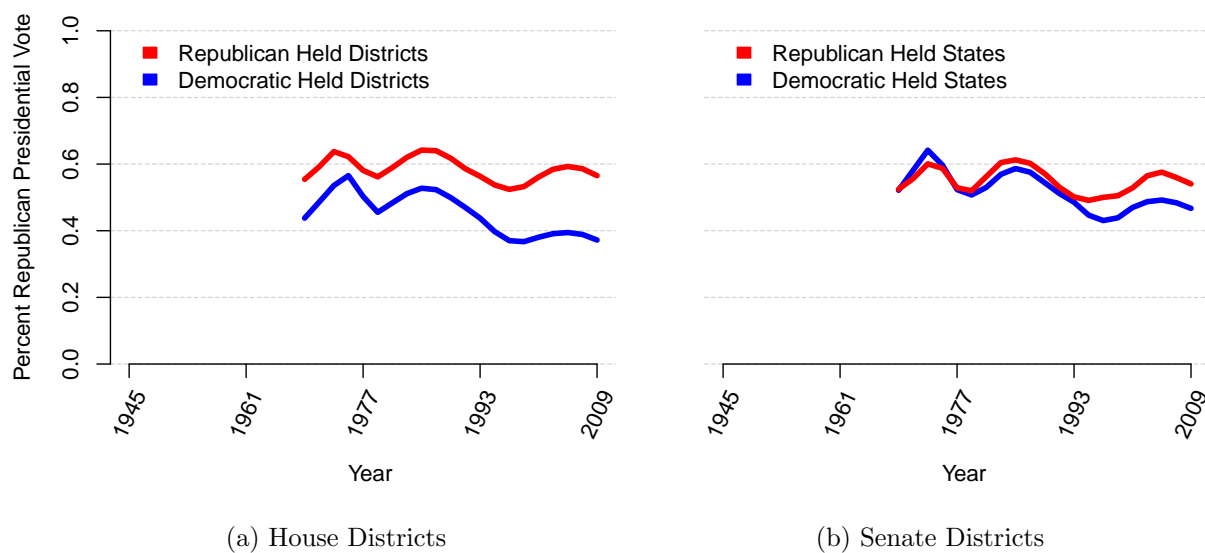 Percent Republican Presidential Vote
1.0
0.8
0.6
0.4
0.2
0.0
Republican Held Districts
Democratic Held Districts
1945
1961
1977
1993
2009
Year
(a) House Districts
Republican Held States
Democratic Held States
1945
1961
1977
1993
2009
Year
(b) Senate Districts